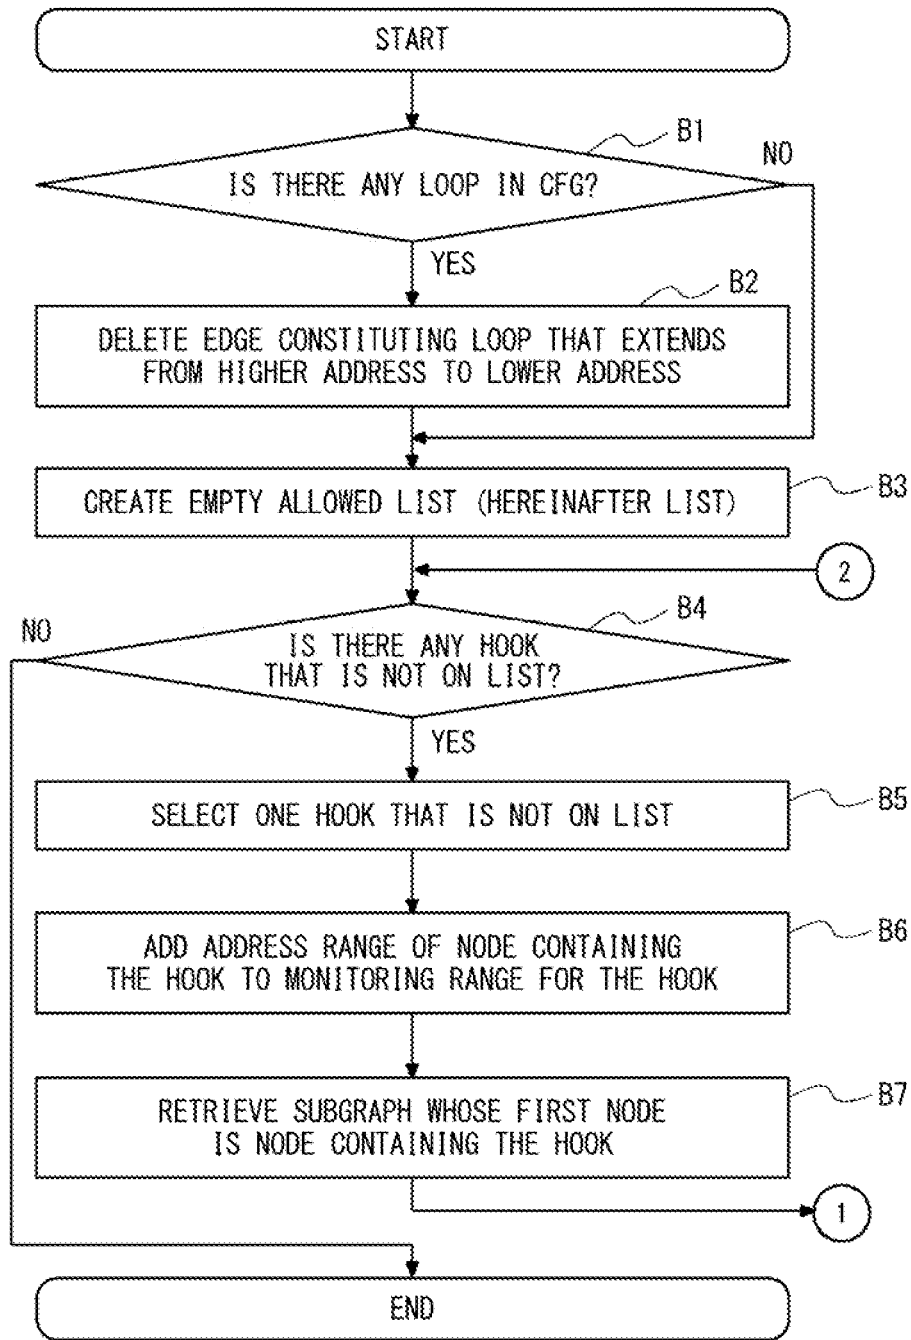 START
B1
NO
IS THERE ANY LOOP IN CFG?
YES
B2
DELETE EDGE CONSTITUTING LOOP THAT EXTENDS
FROM HIGHER ADDRESS TO LOWER ADDRESS
CREATE EMPTY ALLOWED LIST (HEREINAFTER LIST)
B3
2
B4
NO
IS THERE ANY HOOK
THAT IS NOT ON LIST?
YES
SELECT ONE HOOK THAT IS NOT ON LIST
B5
ADD ADDRESS RANGE OF NODE CONTAINING
THE HOOK TO MONITORING RANGE FOR THE HOOK
B6
RETRIEVE SUBGRAPH WHOSE FIRST NODE
IS NODE CONTAINING THE HOOK
B7
1
END